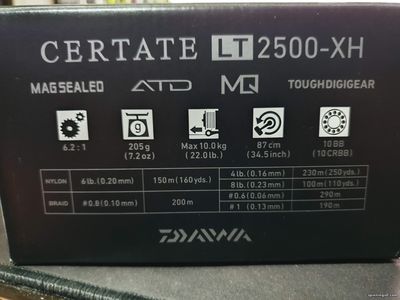 CERTATE LT 2500-XH
MAGSEALED ATD MQ TOUGHDIGIGEAR
g
6.2 : 1 205g Max 10.0kg 87cm 10BB
(7.2oz) (22.0lb.) (34.5inch) (10CRBB)
NYLON 6lb. (0.20mm) 150m (160yds.) 4lb. (0.16mm) 230m (250yds.)
8lb. (0.23mm) 100m (110yds.)
BRAID #0.8 (0.10mm) 200m #0.6 (0.06mm) 290m
#1 (0.13mm) 190m
DAIWA